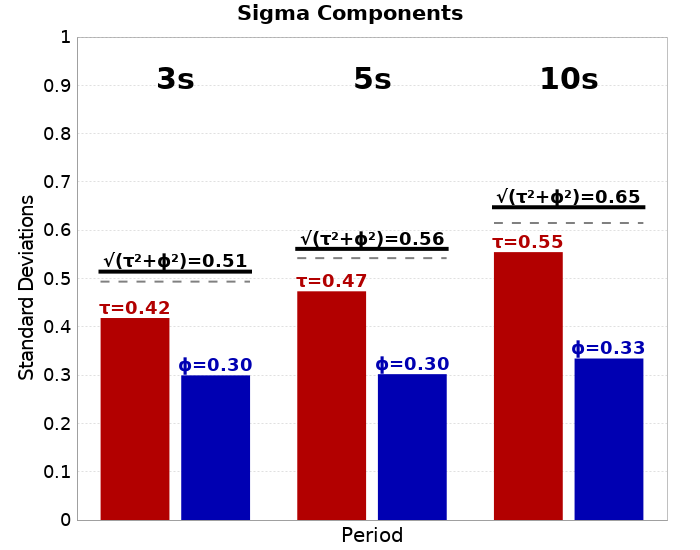 Sigma Components
Standard Deviations
1
0.9
0.8
0.7
0.6
0.5
0.4
0.3
0.2
0.1
0
3s
5s
10s
√(τ²+ϕ²)=0.51
τ=0.42
ϕ=0.30
√(τ²+ϕ²)=0.56
τ=0.47
ϕ=0.30
√(τ²+ϕ²)=0.65
τ=0.55
ϕ=0.33
Period